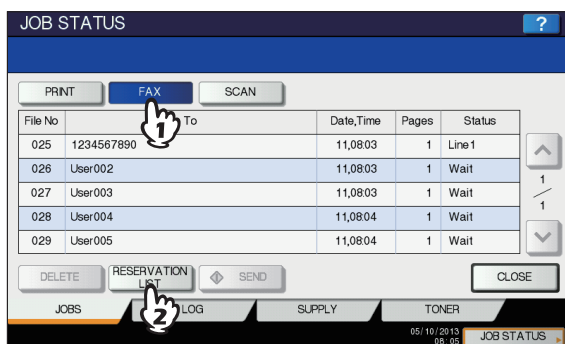 JOB STATUS ?
PRINT FAX SCAN
1
File No To Date,Time Pages Status
025 1234567890 11,08:03 1 Line1
026 User002 11,08:03 1 Wait
027 User003 11,08:03 1 Wait
028 User004 11,08:04 1 Wait
029 User005 11,08:04 1 Wait
1
1
DELETE RESERVATION LIST SEND CLOSE
2
JOBS LOG SUPPLY TONER
05/10/2013
08:05
JOB STATUS